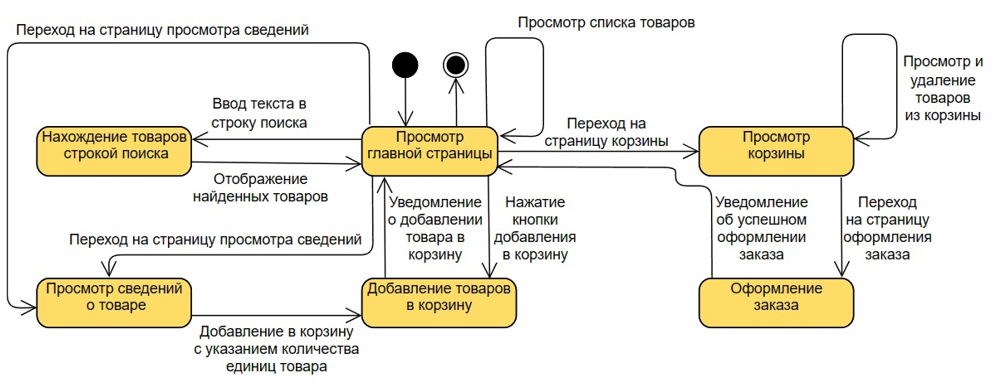 Просмотр списка товаров
Переход на страницу просмотра сведений
Просмотр и
удаление
товаров
из корзины
Ввод текста в
строку поиска
Нахождение товаров
строкой поиска
Просмотр
главной страницы
Переход на
страницу корзины
Просмотр
корзины
Отображение
найденных товаров
Уведомление
о добавлении
товара в
корзину
Нажатие
кнопки
добавления
в корзину
Уведомление
об успешном
оформлении
заказа
Переход
на страницу
оформления
заказа
Переход на страницу просмотра сведений
Просмотр сведений
о товаре
Добавление товаров
в корзину
Оформление
заказа
Добавление в корзину
с указанием количества
единиц товара